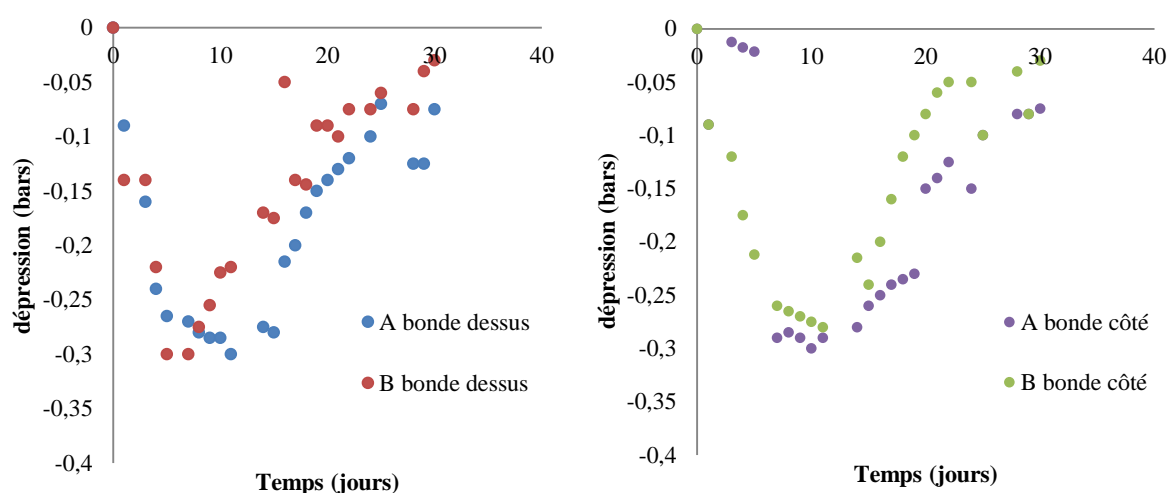 0
-0,05
-0,1
-0,15
-0,2
-0,25
-0,3
-0,35
-0,4
0 10 20 30 40
dépression (bars)
Temps (jours)
A bonde dessus
B bonde dessus
0
-0,05
-0,1
-0,15
-0,2
-0,25
-0,3
-0,35
-0,4
0 10 20 30 40
dépression (bars)
Temps (jours)
A bonde côté
B bonde côté